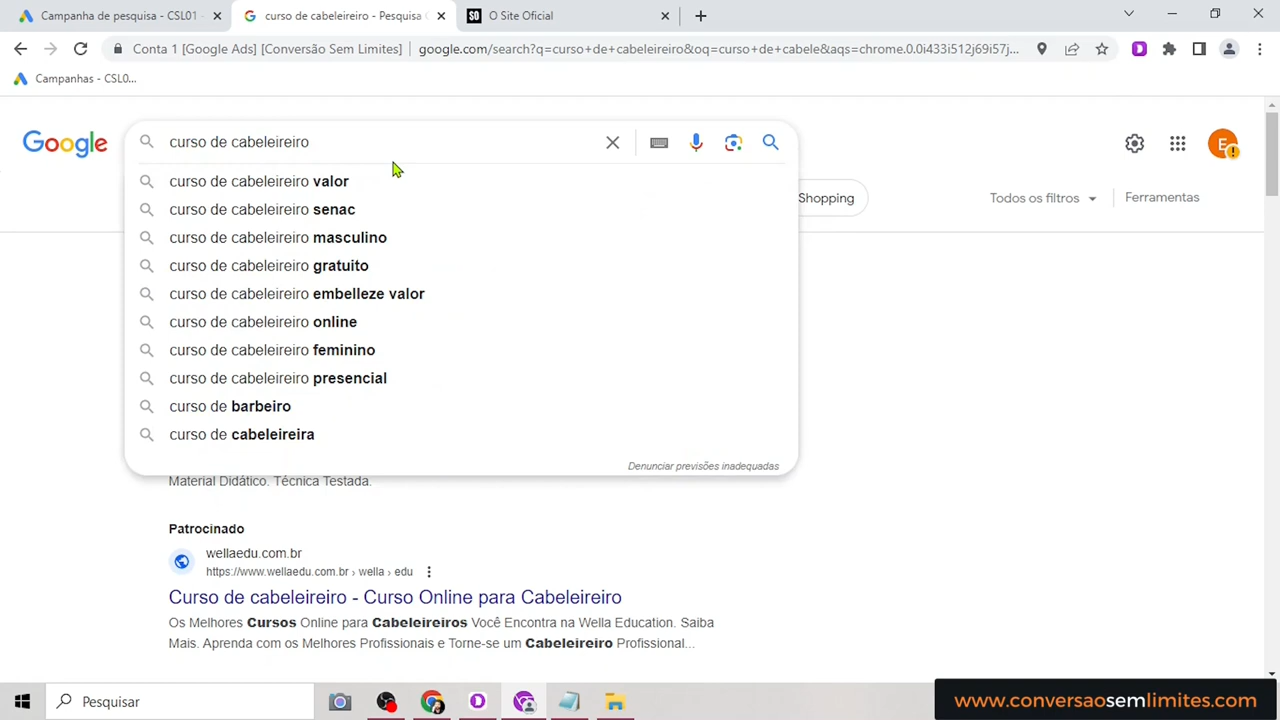 Campanha de pesquisa - CSL01
curso de cabeleireiro - Pesquisa
O Site Oficial
Conta 1 [Google Ads] [Conversão Sem Limites]
google.com/search?q=curso+de+cabeleireiro&oq=curso+de+cabele&aqs=chrome.0.0i433i512j69i57j...
Campanhas - CSL0...
Google
curso de cabeleireiro
curso de cabeleireiro valor
curso de cabeleireiro senac
curso de cabeleireiro masculino
curso de cabeleireiro gratuito
curso de cabeleireiro embelleze valor
curso de cabeleireiro online
curso de cabeleireiro feminino
curso de cabeleireiro presencial
curso de barbeiro
curso de cabeleireira
Denunciar previsões inadequadas
Shopping
Todos os filtros
Ferramentas
E
Material Didático. Técnica Testada.
Patrocinado
wellaedu.com.br
https://www.wellaedu.com.br › wella › edu
Curso de cabeleireiro - Curso Online para Cabeleireiro
Os Melhores Cursos Online para Cabeleireiros Você Encontra na Wella Education. Saiba
Mais. Aprenda com os Melhores Profissionais e Torne-se um Cabeleireiro Profissional...
Pesquisar
www.conversaosemlimites.com